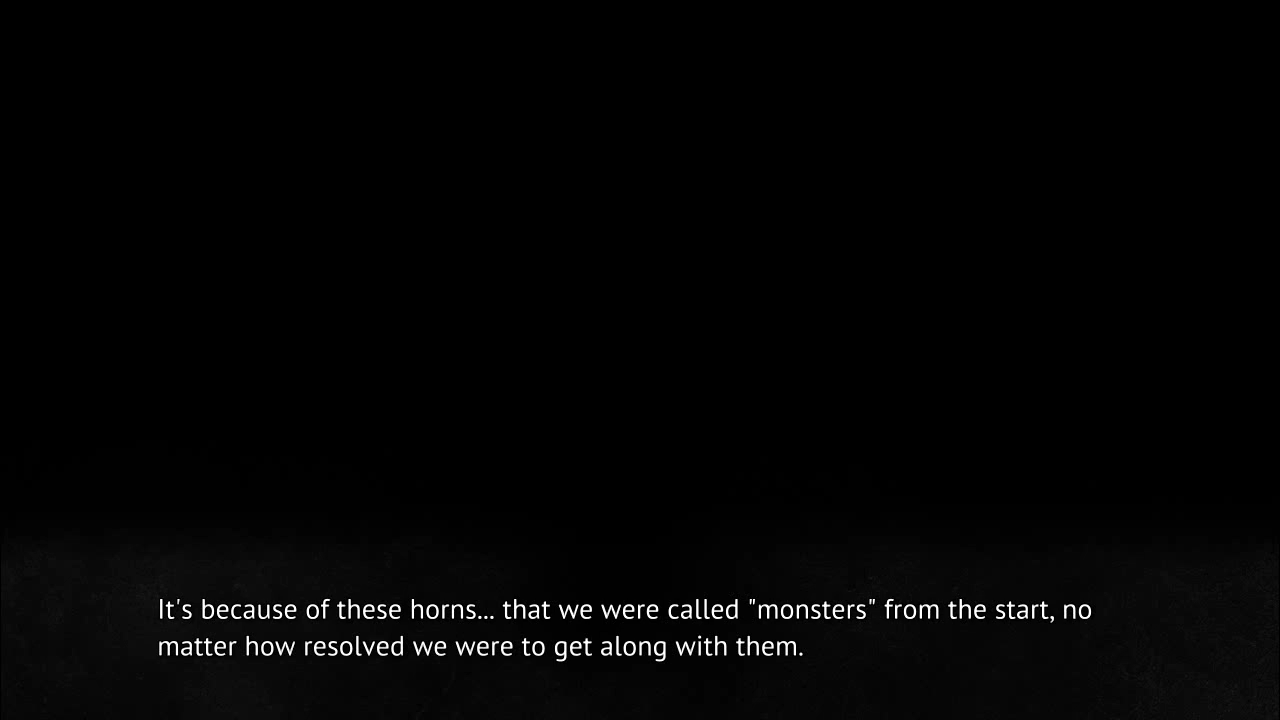 It's because of these horns... that we were called "monsters" from the start, no
matter how resolved we were to get along with them.